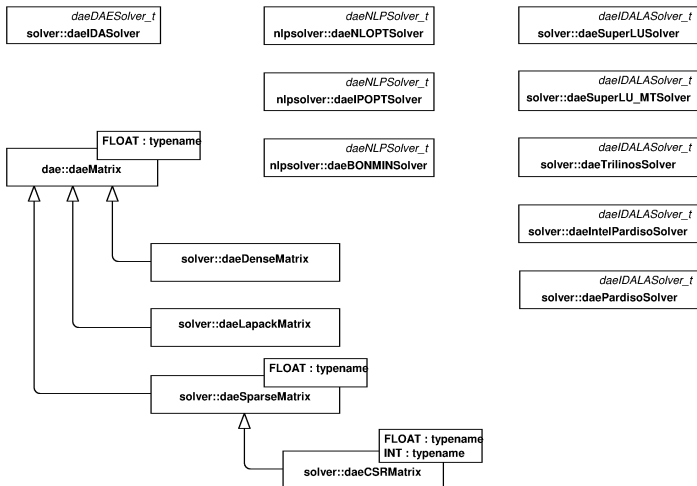 daeDAESolver_t
solver::daeIDASolver
daeNLPSolver_t
nlpsolver::daeNLOPTSolver
daeIDALASolver_t
solver::daeSuperLUSolver
daeNLPSolver_t
nlpsolver::daeIPOPTSolver
daeIDALASolver_t
solver::daeSuperLU_MTSolver
FLOAT : typename
dae::daeMatrix
daeNLPSolver_t
nlpsolver::daeBONMINSolver
daeIDALASolver_t
solver::daeTrilinosSolver
daeIDALASolver_t
solver::daeIntelPardisoSolver
solver::daeDenseMatrix
daeIDALASolver_t
solver::daePardisoSolver
solver::daeLapackMatrix
FLOAT : typename
solver::daeSparseMatrix
FLOAT : typename
INT : typename
solver::daeCSRMatrix